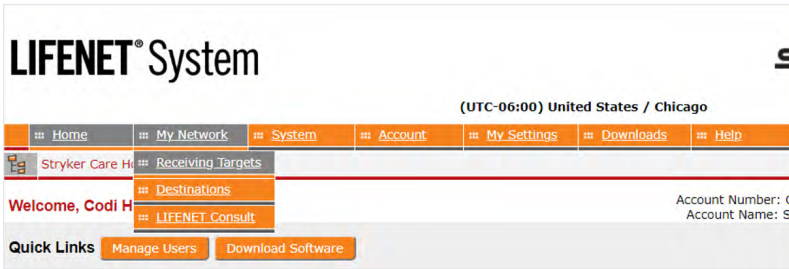 LIFENET® System
(UTC-06:00) United States / Chicago
Home My Network System Account My Settings Downloads Help
Stryker Care Receiving Targets
Destinations
Account Number:
Welcome, Codi LIFENET Consult
Account Name:
Quick Links Manage Users Download Software